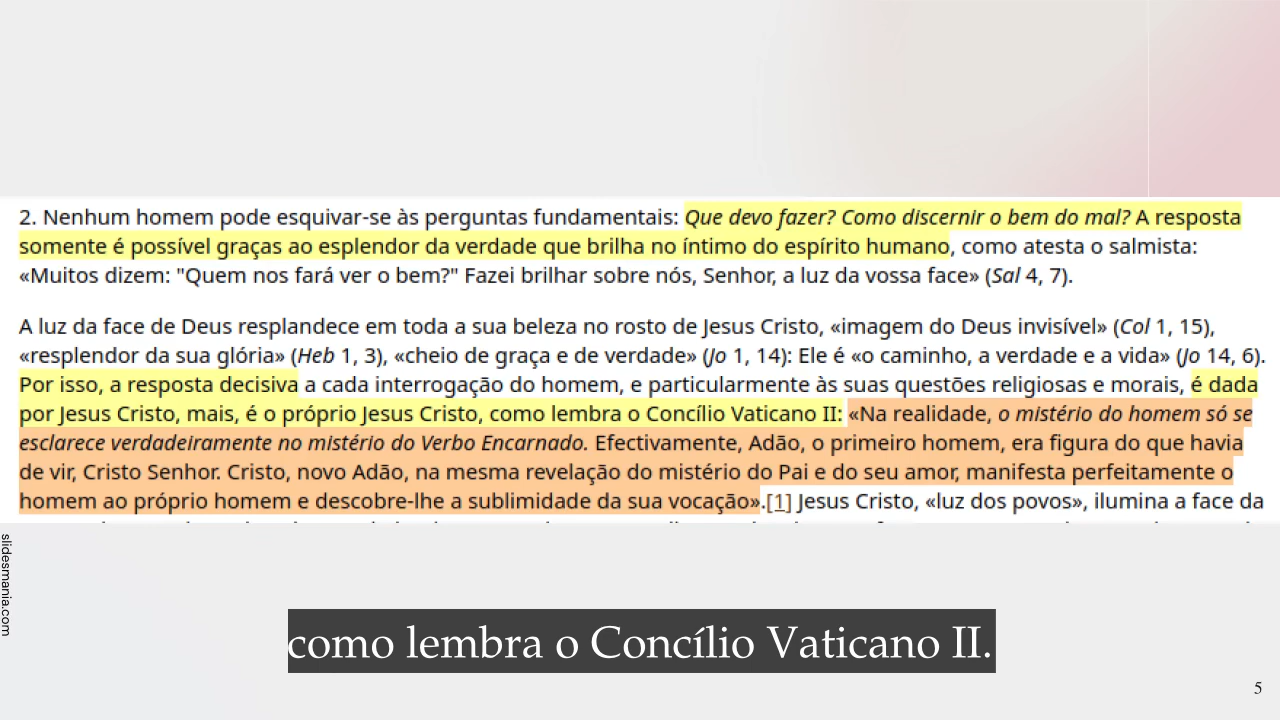 2. Nenhum homem pode esquivar-se às perguntas fundamentais: Que devo fazer? Como discernir o bem do mal? A resposta
somente é possível graças ao esplendor da verdade que brilha no íntimo do espírito humano, como atesta o salmista:
«Muitos dizem: "Quem nos fará ver o bem?" Fazei brilhar sobre nós, Senhor, a luz da vossa face» (Sal 4, 7).
A luz da face de Deus resplandece em toda a sua beleza no rosto de Jesus Cristo, «imagem do Deus invisível» (Col 1, 15),
«resplendor da sua glória» (Heb 1, 3), «cheio de graça e de verdade» (Jo 1, 14): Ele é «o caminho, a verdade e a vida» (Jo 14, 6).
Por isso, a resposta decisiva a cada interrogação do homem, e particularmente às suas questões religiosas e morais, é dada
por Jesus Cristo, mais, é o próprio Jesus Cristo, como lembra o Concílio Vaticano II: «Na realidade, o mistério do homem só se
esclarece verdadeiramente no mistério do Verbo Encarnado. Efectivamente, Adão, o primeiro homem, era figura do que havia
de vir, Cristo Senhor. Cristo, novo Adão, na mesma revelação do mistério do Pai e do seu amor, manifesta perfeitamente o
homem ao próprio homem e descobre-lhe a sublimidade da sua vocação».[1] Jesus Cristo, «luz dos povos», ilumina a face da
slidesmania.com
como lembra o Concílio Vaticano II.
5